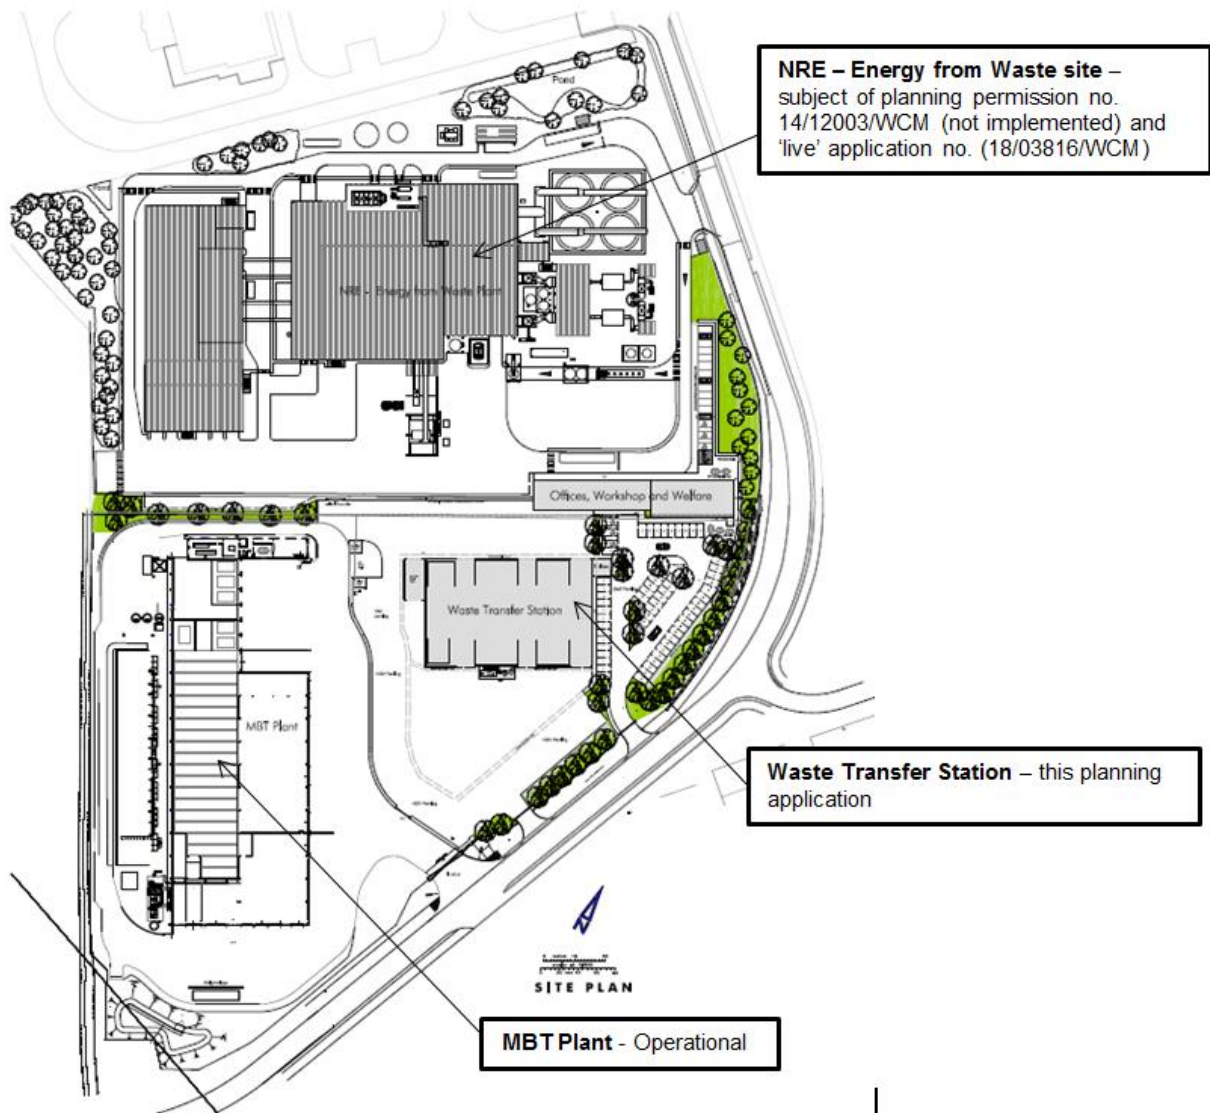 Pond
NRE – Energy from Waste site –
subject of planning permission no.
14/12003/WCM (not implemented) and
‘live’ application no. (18/03816/WCM)
NRE - Energy from Waste Plant
Offices, Workshop and Welfare
Waste Transfer Station
MBT Plant
Waste Transfer Station – this planning
application
SITE PLAN
MBT Plant - Operational